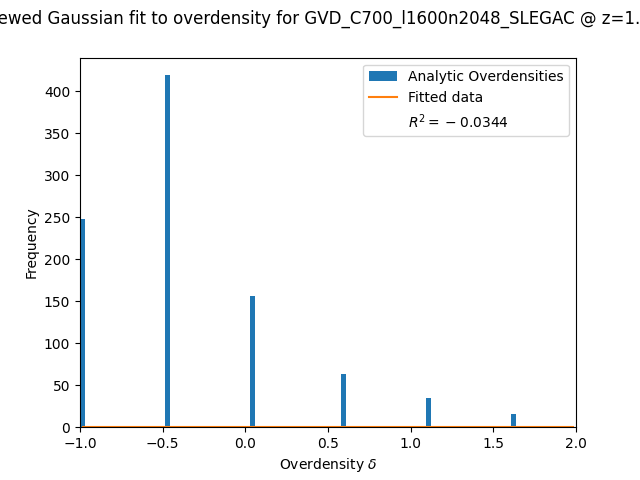 ewed Gaussian fit to overdensity for GVD_C700_l1600n2048_SLEGAC @ z=1.
Analytic Overdensities
Fitted data
R² = − 0.0344
Frequency
400
350
300
250
200
150
100
50
0
−1.0 −0.5 0.0 0.5 1.0 1.5 2.0
Overdensity δ